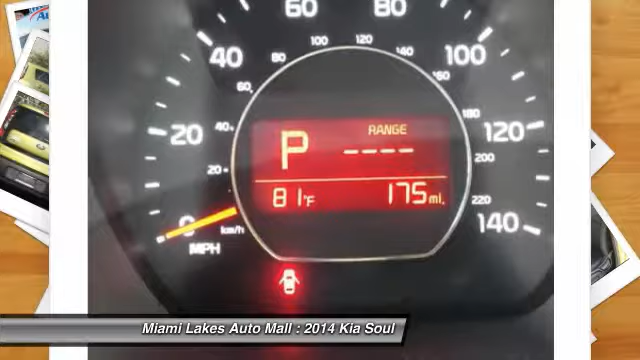 60 80
40 100
80 100 120 140
60 160
20 40 180 120
P RANGE
----
20 200
81°F 175mi.
0 km/h 220 140
MPH
Miami Lakes Auto Mall : 2014 Kia Soul